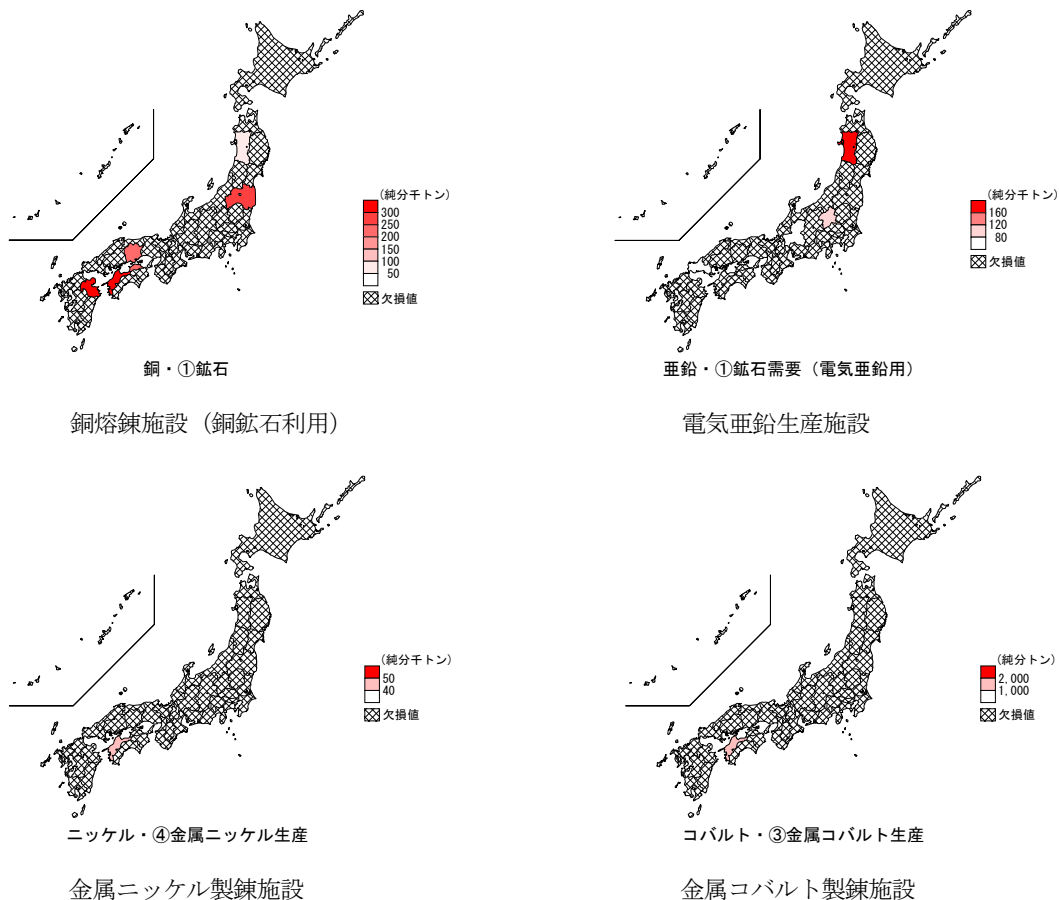 (純分千トン)
300
250
200
150
100
50
欠損値
銅・①鉱石
銅熔錬施設（銅鉱石利用）
(純分千トン)
160
120
80
欠損値
亜鉛・①鉱石需要（電気亜鉛用）
電気亜鉛生産施設
(純分千トン)
50
40
欠損値
ニッケル・④金属ニッケル生産
金属ニッケル製錬施設
(純分トン)
2,000
1,000
欠損値
コバルト・③金属コバルト生産
金属コバルト製錬施設